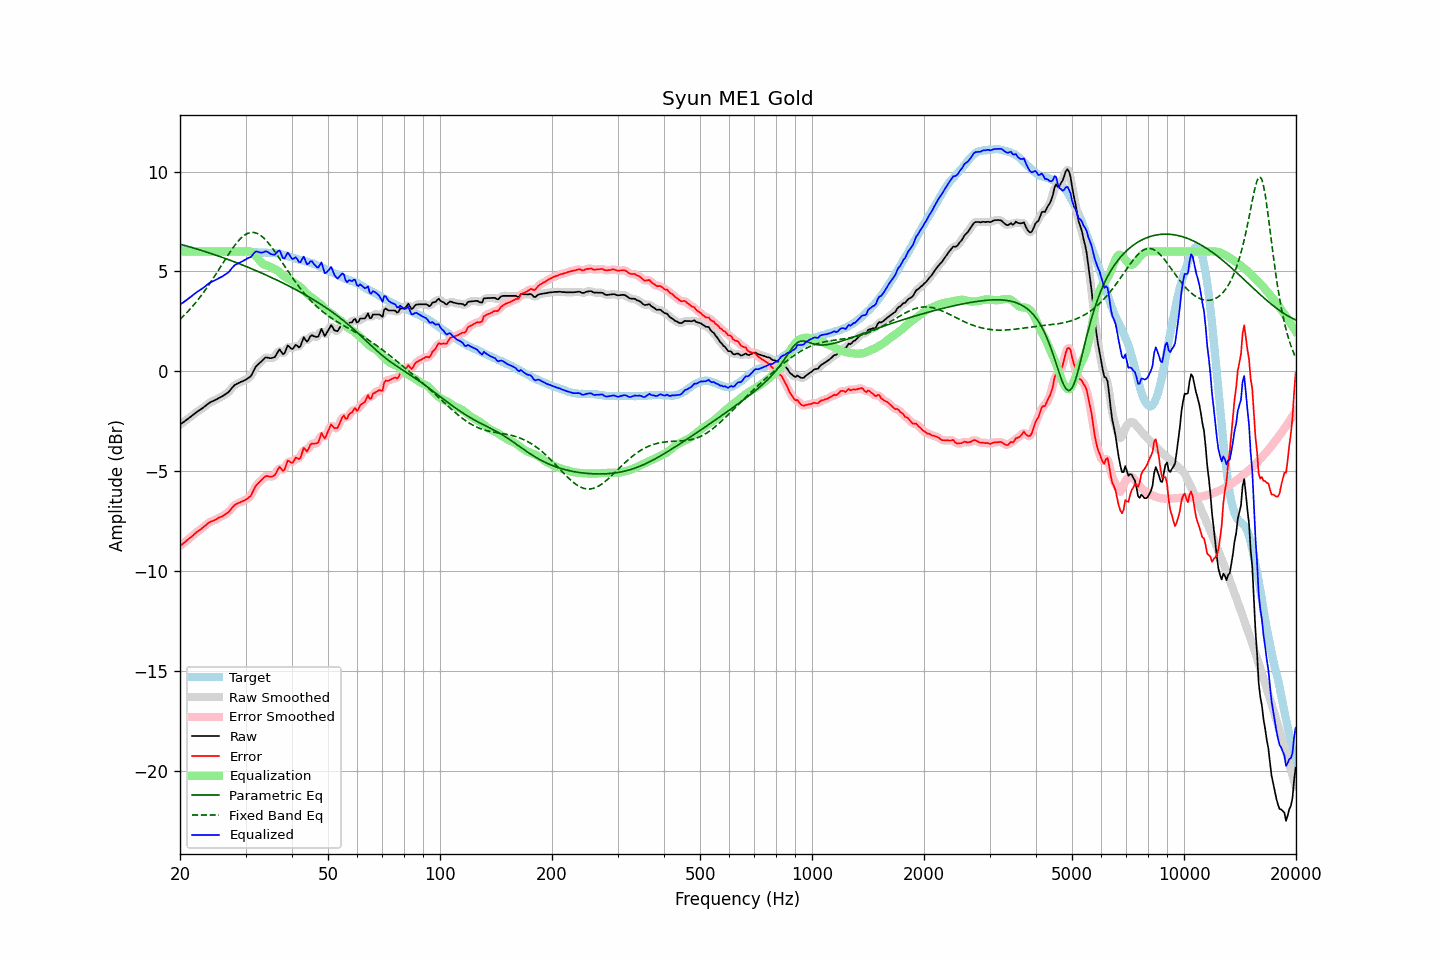 Syun ME1 Gold
Amplitude (dBr)
10
5
0
−5
−10
−15
−20
Target
Raw Smoothed
Error Smoothed
Raw
Error
Equalization
Parametric Eq
Fixed Band Eq
Equalized
20 50 100 200 500 1000 2000 5000 10000 20000
Frequency (Hz)